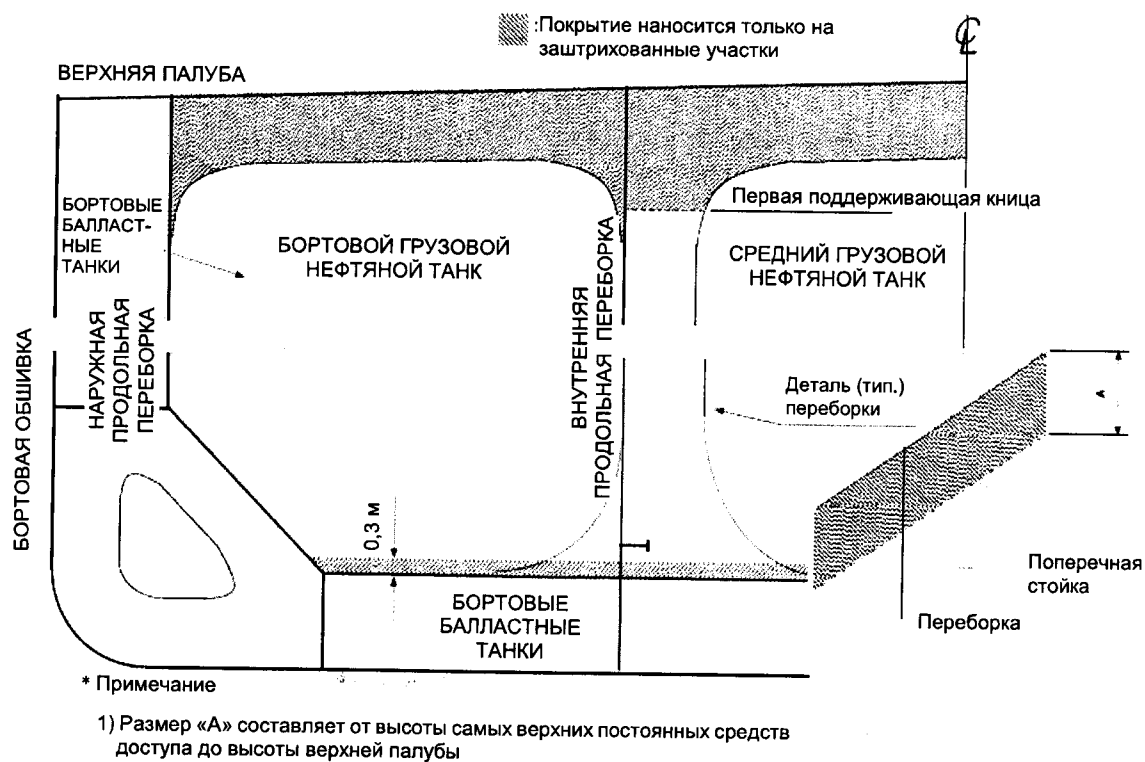 :Покрытие наносится только на
заштрихованные участки
ВЕРХНЯЯ ПАЛУБА
Первая поддерживающая кница
БОРТОВЫЕ
БАЛЛАСТ-
НЫЕ
ТАНКИ
БОРТОВОЙ ГРУЗОВОЙ
НЕФТЯНОЙ ТАНК
СРЕДНИЙ ГРУЗОВОЙ
НЕФТЯНОЙ ТАНК
БОРТОВАЯ ОБШИВКА
НАРУЖНАЯ
ПРОДОЛЬНАЯ
ПЕРЕБОРКА
ВНУТРЕННЯЯ
ПРОДОЛЬНАЯ ПЕРЕБОРКА
Деталь (тип.)
переборки
А
0,3 м
Поперечная
стойка
Переборка
БОРТОВЫЕ
БАЛЛАСТНЫЕ
ТАНКИ
* Примечание
1) Размер «А» составляет от высоты самых верхних постоянных средств
доступа до высоты верхней палубы